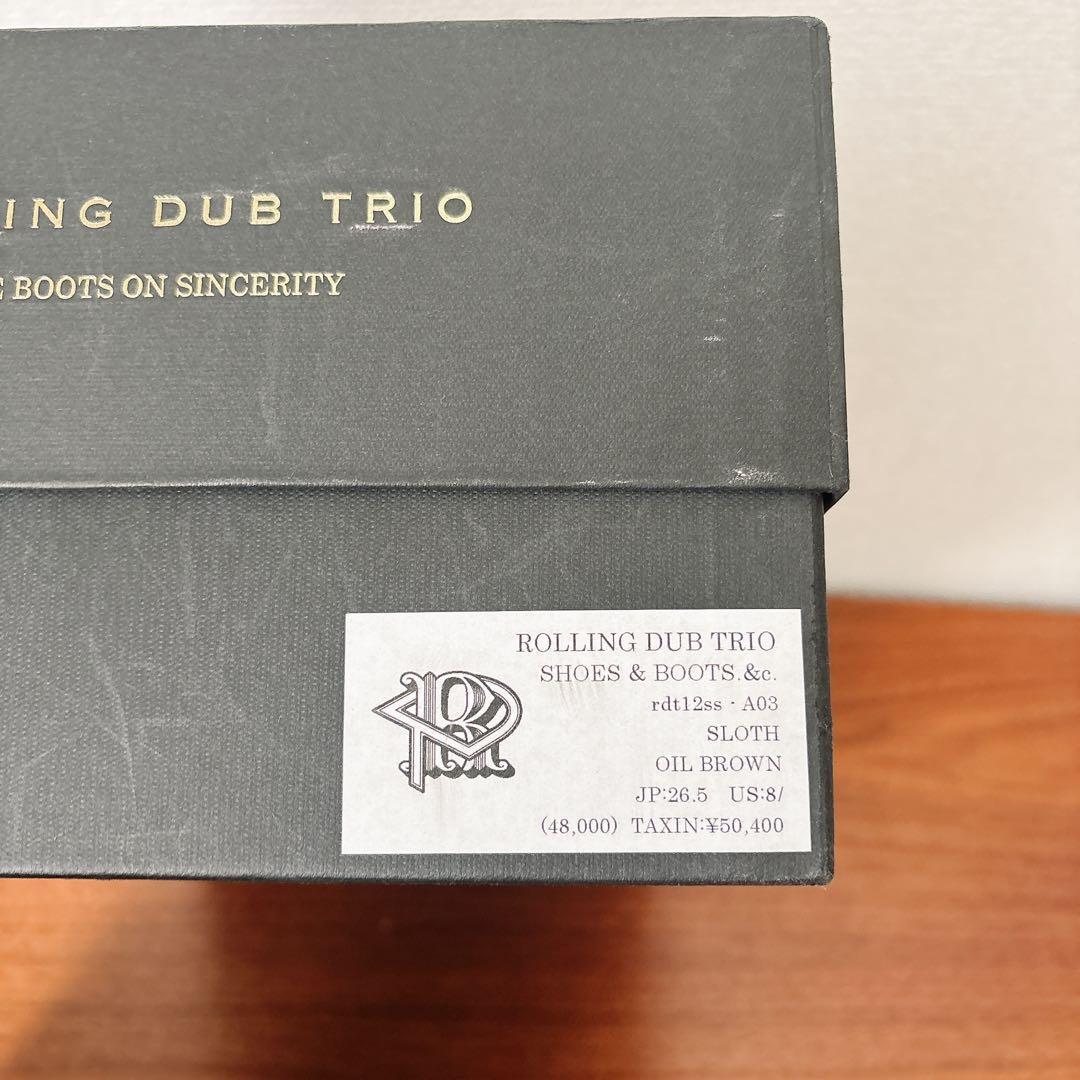 ING DUB TRIO
E BOOTS ON SINCERITY
ROLLING DUB TRIO
SHOES & BOOTS.&c.
rdt12ss · A03
SLOTH
OIL BROWN
JP:26.5 US:8/
(48,000) TAXIN:¥50,400